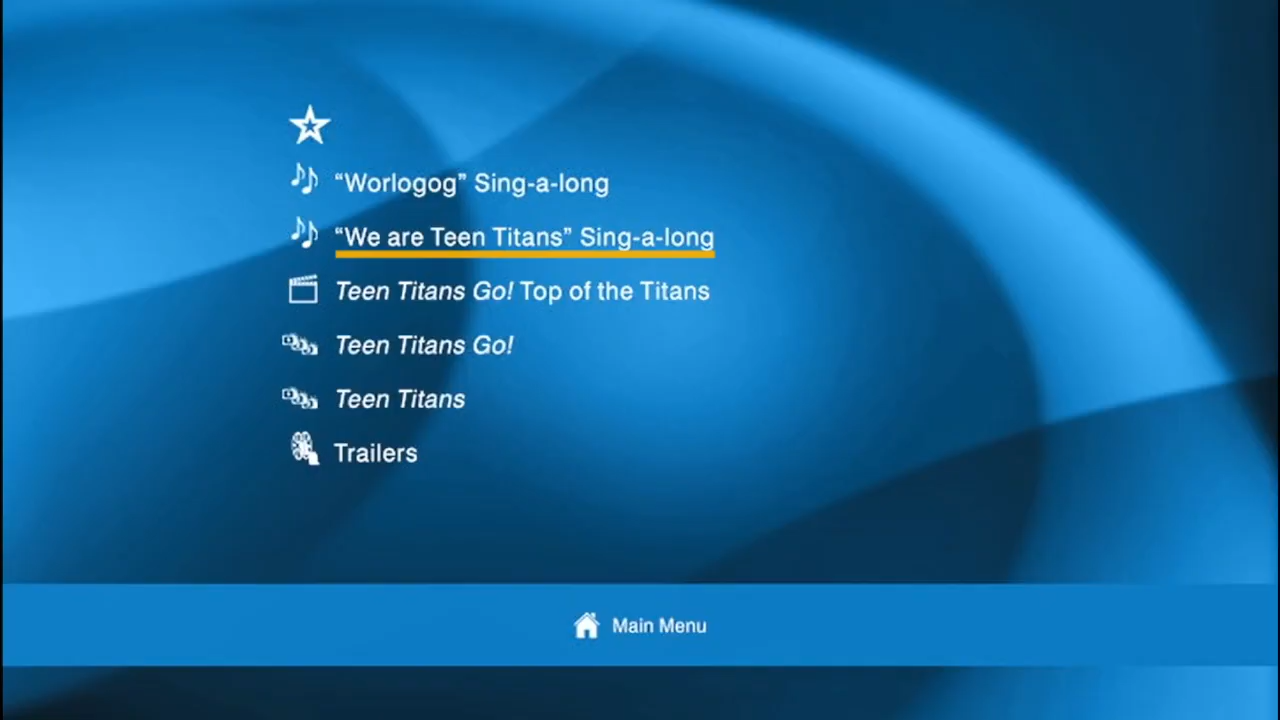 “Worlogog” Sing-a-long
“We are Teen Titans” Sing-a-long
Teen Titans Go! Top of the Titans
Teen Titans Go!
Teen Titans
Trailers
Main Menu